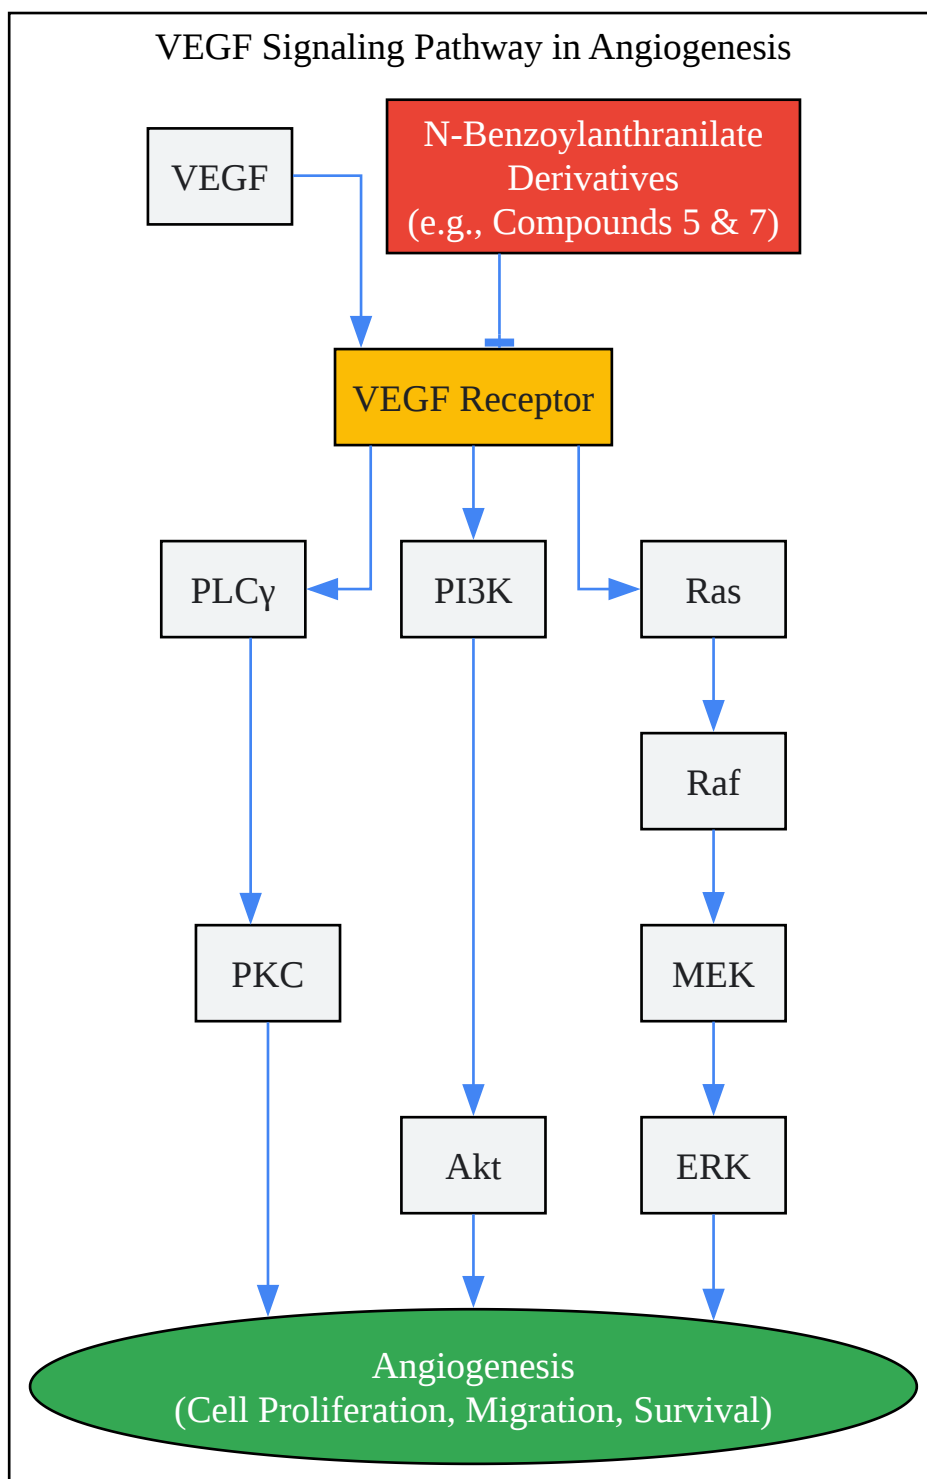 VEGF Signaling Pathway in Angiogenesis
VEGF
N-Benzoylanthranilate
Derivatives
(e.g., Compounds 5 & 7)
VEGF Receptor
PLCγ
PI3K
Ras
Raf
PKC
MEK
Akt
ERK
Angiogenesis
(Cell Proliferation, Migration, Survival)